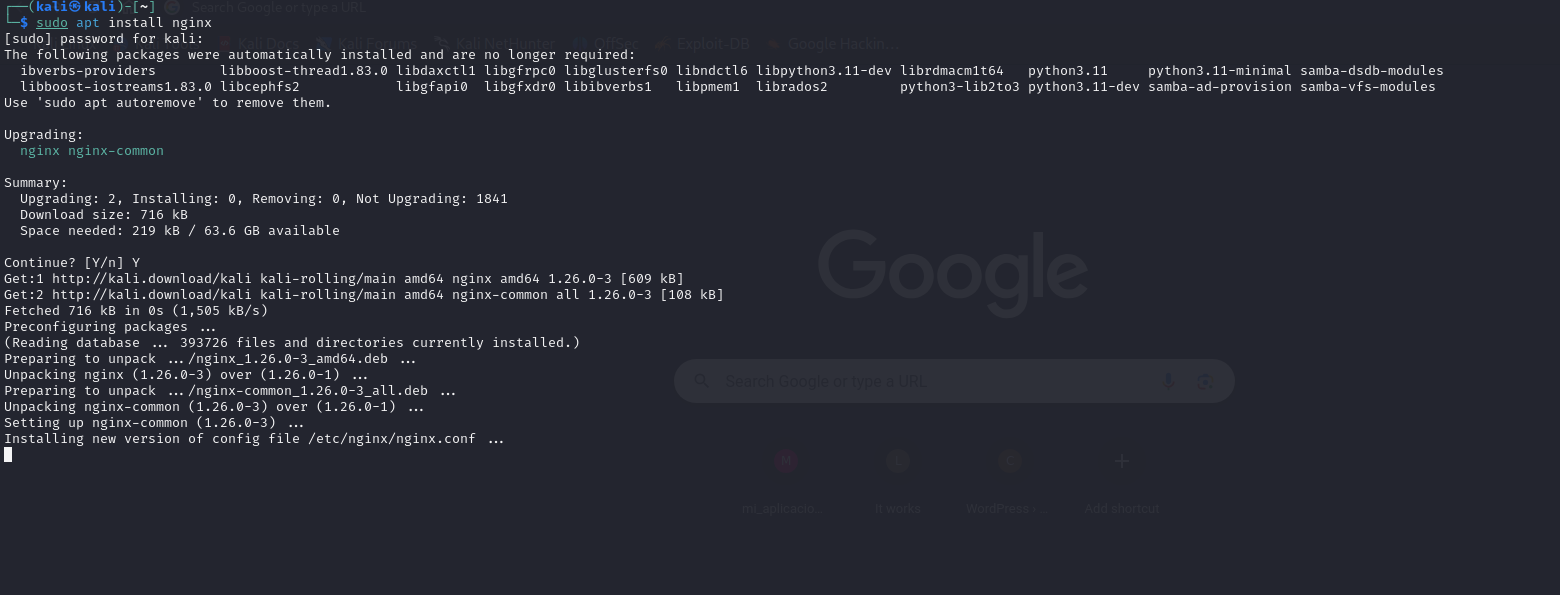 ┌──(kali㉿kali)-[~]
Search Google or type a URL
└─$ sudo apt install nginx
[sudo] password for kali:
Kali Docs Kali Forums Kali NetHunter OffSec Exploit-DB Google Hackin...
The following packages were automatically installed and are no longer required:
ibverbs-providers libboost-thread1.83.0 libdaxctl1 libgfrpc0 libglusterfs0 libndctl6 libpython3.11-dev librdmacm1t64 python3.11 python3.11-minimal samba-dsdb-modules
libboost-iostreams1.83.0 libcephfs2 libgfapi0 libgfxdr0 libibverbs1 libpmem1 librados2 python3-lib2to3 python3.11-dev samba-ad-provision samba-vfs-modules
Use 'sudo apt autoremove' to remove them.
Upgrading:
nginx nginx-common
Summary:
Upgrading: 2, Installing: 0, Removing: 0, Not Upgrading: 1841
Download size: 716 kB
Space needed: 219 kB / 63.6 GB available
Continue? [Y/n] Y
Get:1 http://kali.download/kali kali-rolling/main amd64 nginx amd64 1.26.0-3 [609 kB]
Get:2 http://kali.download/kali kali-rolling/main amd64 nginx-common all 1.26.0-3 [108 kB]
Fetched 716 kB in 0s (1,505 kB/s)
Preconfiguring packages ...
(Reading database ... 393726 files and directories currently installed.)
Preparing to unpack .../nginx_1.26.0-3_amd64.deb ...
Unpacking nginx (1.26.0-3) over (1.26.0-1) ...
Preparing to unpack .../nginx-common_1.26.0-3_all.deb ...
Unpacking nginx-common (1.26.0-3) over (1.26.0-1) ...
Setting up nginx-common (1.26.0-3) ...
Installing new version of config file /etc/nginx/nginx.conf ...
Google
Search Google or type a URL
M L C
mi_aplicacio... It works WordPress › ... Add shortcut